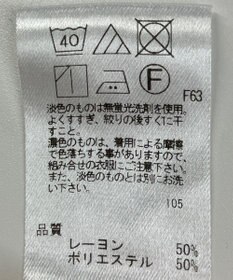 40
F
F63
淡色のものは無蛍光洗剤を使用。
よくすすぎ、絞りの後すぐに干
すこと。
濃色のものは、着用による摩擦
で色落ちする事がありますので、
組み合せの衣類にご注意下さい。
また、淡色のものとは別にお洗
い下さい。
105
品質
レーヨン 50%
ポリエステル 50%